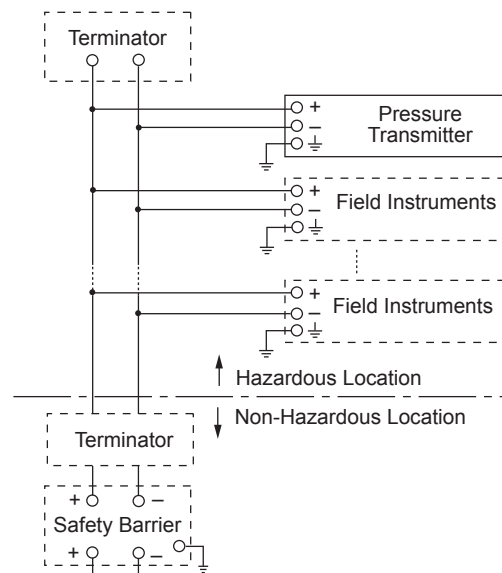 Terminator
+
Pressure
Transmitter
−
+
Field Instruments
−
+
Field Instruments
−
Hazardous Location
Non-Hazardous Location
Terminator
+ −
Safety Barrier
+ −